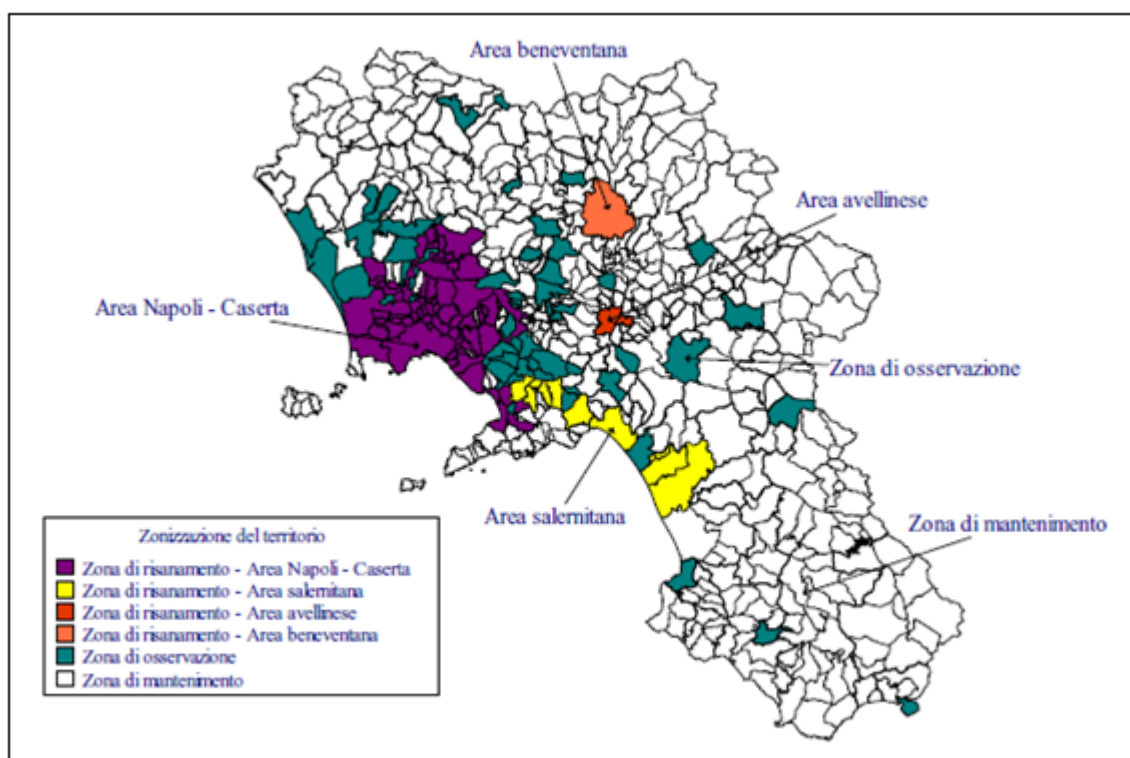 Area beneventana
Area avellinese
Area Napoli - Caserta
Zona di osservazione
Area salernitana
Zona di mantenimento
Zonizzazione del territorio
Zona di risanamento - Area Napoli - Caserta
Zona di risanamento - Area salernitana
Zona di risanamento - Area avellinese
Zona di risanamento - Area beneventana
Zona di osservazione
Zona di mantenimento